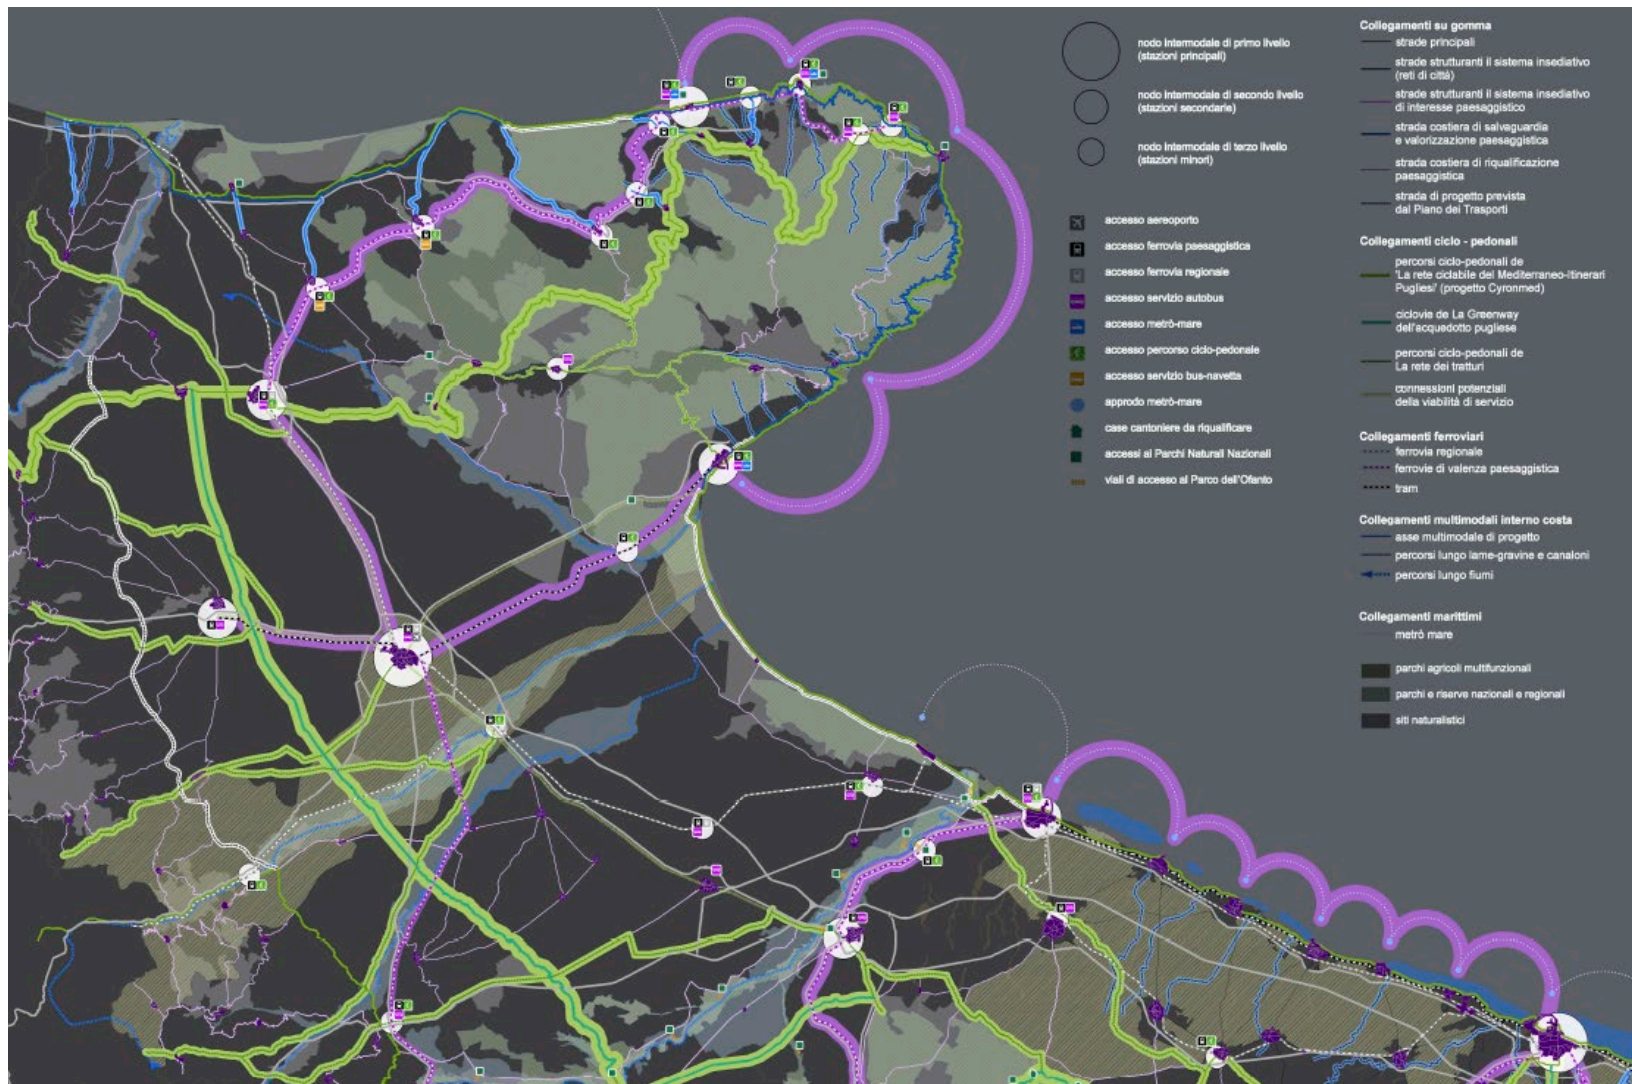 nodo intermodale di primo livello
(stazioni principali)
nodo intermodale di secondo livello
(stazioni secondarie)
nodo intermodale di terzo livello
(stazioni minori)
accesso aereoporto
accesso ferrovia paesaggistica
accesso ferrovia regionale
accesso servizio autobus
accesso metrò-mare
accesso percorso ciclo-pedonale
accesso servizio bus-navetta
approdo metrò-mare
case cantoniere da riqualificare
accessi ai Parchi Naturali Nazionali
viali di accesso al Parco dell'Ofanto
Collegamenti su gomma
strade principali
strade strutturanti il sistema insediativo
(reti di città)
strade strutturanti il sistema insediativo
di interesse paesaggistico
strada costiera di salvaguardia
e valorizzazione paesaggistica
strada costiera di riqualificazione
paesaggistica
strada di progetto prevista
dal Piano dei Trasporti
Collegamenti ciclo - pedonali
percorsi ciclo-pedonali de
'La rete ciclabile del Mediterraneo-Itinerari
Pugliesi' (progetto Cyronmed)
ciclovie de La Greenway
dell'acquedotto pugliese
percorsi ciclo-pedonali de
La rete dei tratturi
connessioni potenziali
della viabilità di servizio
Collegamenti ferroviari
ferrovia regionale
ferrovie di valenza paesaggistica
tram
Collegamenti multimodali interno costa
asse multimodale di progetto
percorsi lungo lame-gravine e canaloni
percorsi lungo fiumi
Collegamenti marittimi
metrò mare
parchi agricoli multifunzionali
parchi e riserve nazionali e regionali
siti naturalistici